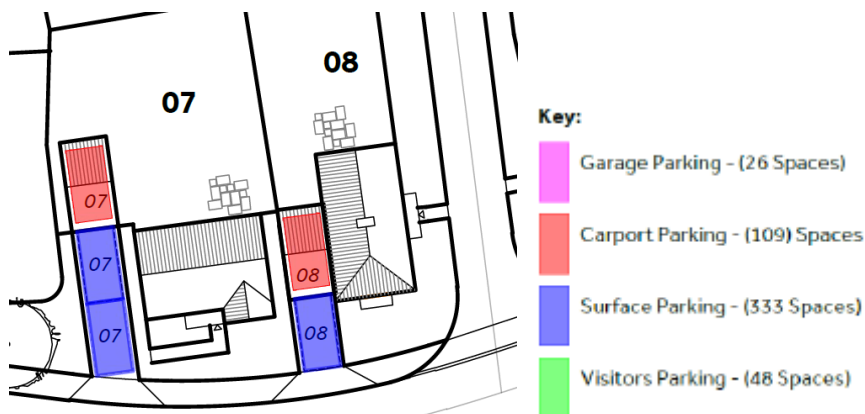 08
07
07
07
08
07
08
Key:
Garage Parking - (26 Spaces)
Carport Parking - (109) Spaces
Surface Parking - (333 Spaces)
Visitors Parking - (48 Spaces)